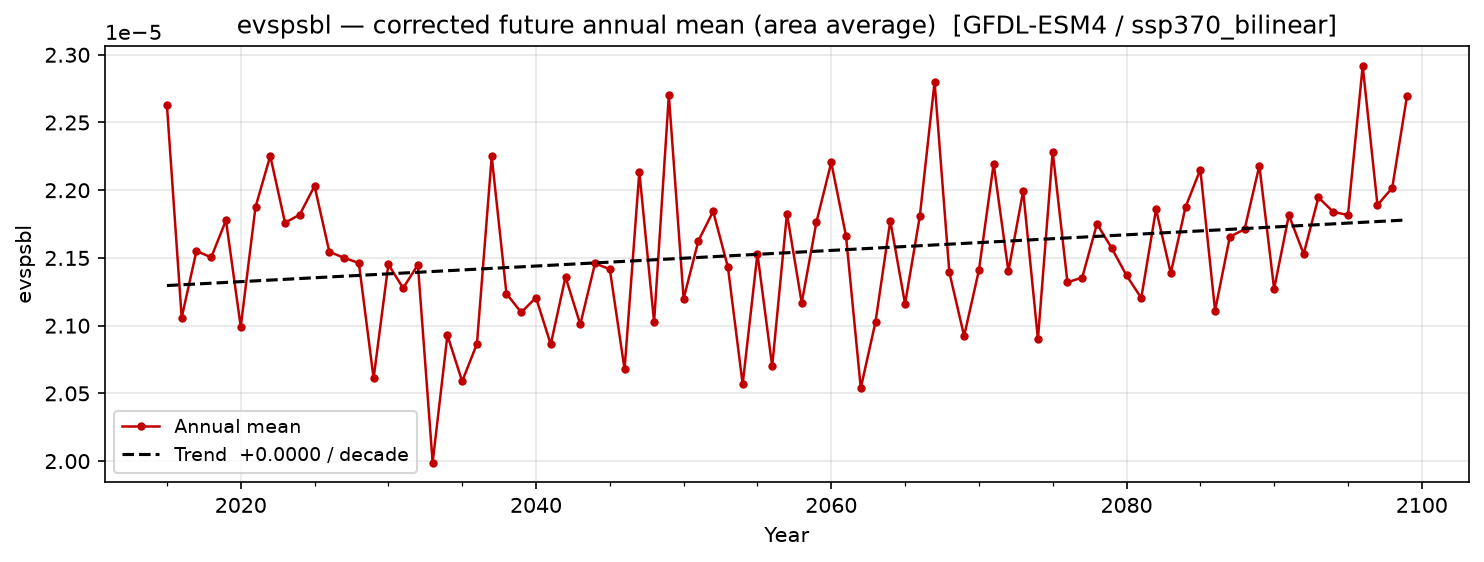 evspsbl — corrected future annual mean (area average)  [GFDL-ESM4 / ssp370_bilinear]
1e−5
2.30
2.25
2.20
2.15
2.10
2.05
2.00
evspsbl
Annual mean
Trend  +0.0000 / decade
2020
2040
2060
2080
2100
Year